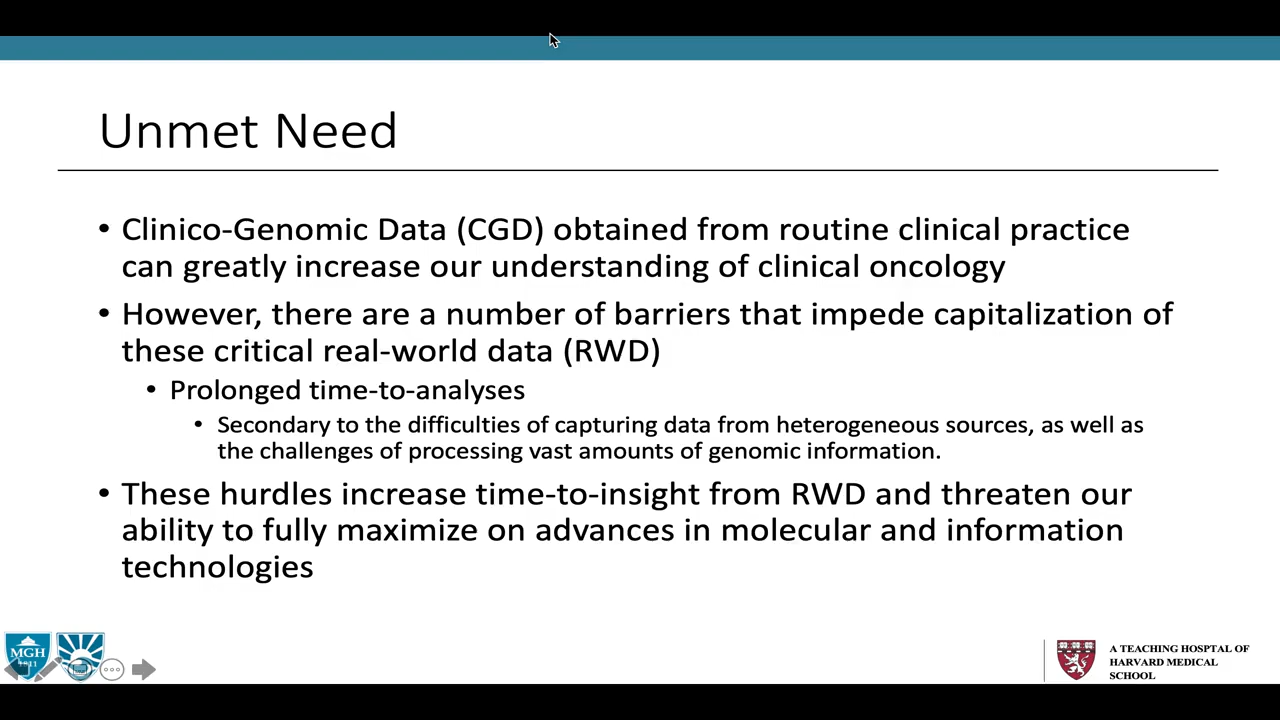 Unmet Need
• Clinico-Genomic Data (CGD) obtained from routine clinical practice
can greatly increase our understanding of clinical oncology
• However, there are a number of barriers that impede capitalization of
these critical real-world data (RWD)
• Prolonged time-to-analyses
• Secondary to the difficulties of capturing data from heterogeneous sources, as well as
the challenges of processing vast amounts of genomic information.
• These hurdles increase time-to-insight from RWD and threaten our
ability to fully maximize on advances in molecular and information
technologies
MGH
1811
A TEACHING HOSPITAL OF
HARVARD MEDICAL
SCHOOL